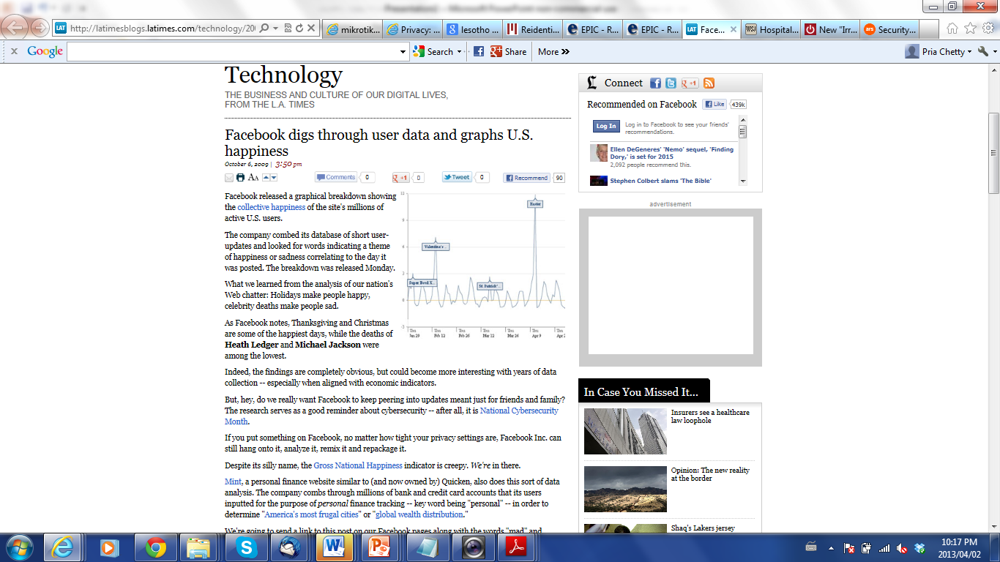 Presentation1 - Microsoft PowerPoint non-commercial use
http://latimesblogs.latimes.com/technology/200
mikrotik...
Privacy: ...
lesotho ...
Reidenti...
EPIC - R...
EPIC - R...
Face...
Hospital...
New "Irr...
Security...
x Google
Search
Share
More »
Pria Chetty
Technology
THE BUSINESS AND CULTURE OF OUR DIGITAL LIVES,
FROM THE L.A. TIMES
Facebook digs through user data and graphs U.S.
happiness
October 6, 2009 | 3:50 pm
Comments 0
+1 0
Tweet 0
Recommend 90
Facebook released a graphical breakdown showing
the collective happiness of the site's millions of
active U.S. users.
The company combed its database of short user-
updates and looked for words indicating a theme
of happiness or sadness correlating to the day it
was posted. The breakdown was released Monday.
What we learned from the analysis of our nation's
Web chatter: Holidays make people happy,
celebrity deaths make people sad.
As Facebook notes, Thanksgiving and Christmas
are some of the happiest days, while the deaths of
Heath Ledger and Michael Jackson were
among the lowest.
Easter
Valentine's ..
Super Bowl X..
St. Patrick'..
Thu Jan 29
Thu Feb 12
Thu Feb 26
Thu Mar 12
Thu Mar 26
Thu Apr 9
Thu Apr 2
Indeed, the findings are completely obvious, but could become more interesting with years of data
collection -- especially when aligned with economic indicators.
But, hey, do we really want Facebook to keep peering into updates meant just for friends and family?
The research serves as a good reminder about cybersecurity -- after all, it is National Cybersecurity
Month.
If you put something on Facebook, no matter how tight your privacy settings are, Facebook Inc. can
still hang onto it, analyze it, remix it and repackage it.
Despite its silly name, the Gross National Happiness indicator is creepy. We're in there.
Mint, a personal finance website similar to (and now owned by) Quicken, also does this sort of data
analysis. The company combs through millions of bank and credit card accounts that its users
inputted for the purpose of personal finance tracking -- key word being "personal" -- in order to
determine "America's most frugal cities" or "global wealth distribution."
We're going to send a link to this post on our Facebook pages along with the words "mad" and
Connect
Recommended on Facebook
Like 439k
Log In
Log in to Facebook to see your friends'
recommendations.
Ellen DeGeneres' 'Nemo' sequel, 'Finding
Dory,' is set for 2015
2,092 people recommend this.
Stephen Colbert slams 'The Bible'
advertisement
In Case You Missed It...
Insurers see a healthcare
law loophole
Opinion: The new reality
at the border
Shaq's Lakers jersey
10:17 PM
2013/04/02